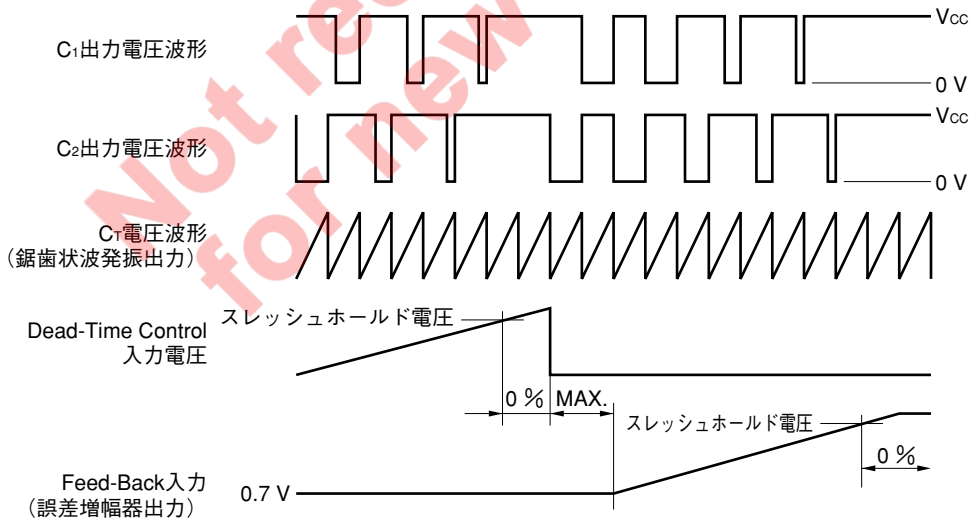 C1出力電圧波形
VCC
0 V
C2出力電圧波形
VCC
0 V
CT電圧波形
(鋸歯状波発振出力)
Dead-Time Control
入力電圧
スレッシュホールド電圧
0 %
MAX.
スレッシュホールド電圧
0 %
Feed-Back入力
(誤差増幅器出力)
0.7 V
Not rec
for new